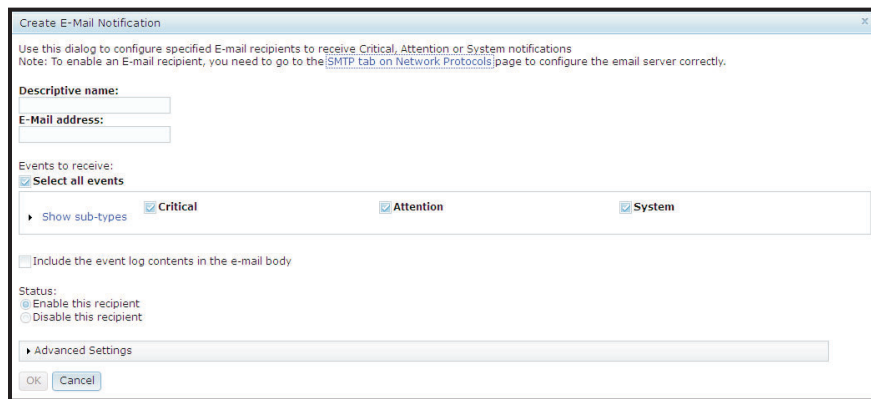 Create E-Mail Notification
x
Use this dialog to configure specified E-mail recipients to receive Critical, Attention or System notifications
Note: To enable an E-mail recipient, you need to go to the SMTP tab on Network Protocols page to configure the email server correctly.
Descriptive name:
E-Mail address:
Events to receive:
Select all events
Show sub-types Critical Attention System
Include the event log contents in the e-mail body
Status:
Enable this recipient
Disable this recipient
Advanced Settings
OK Cancel